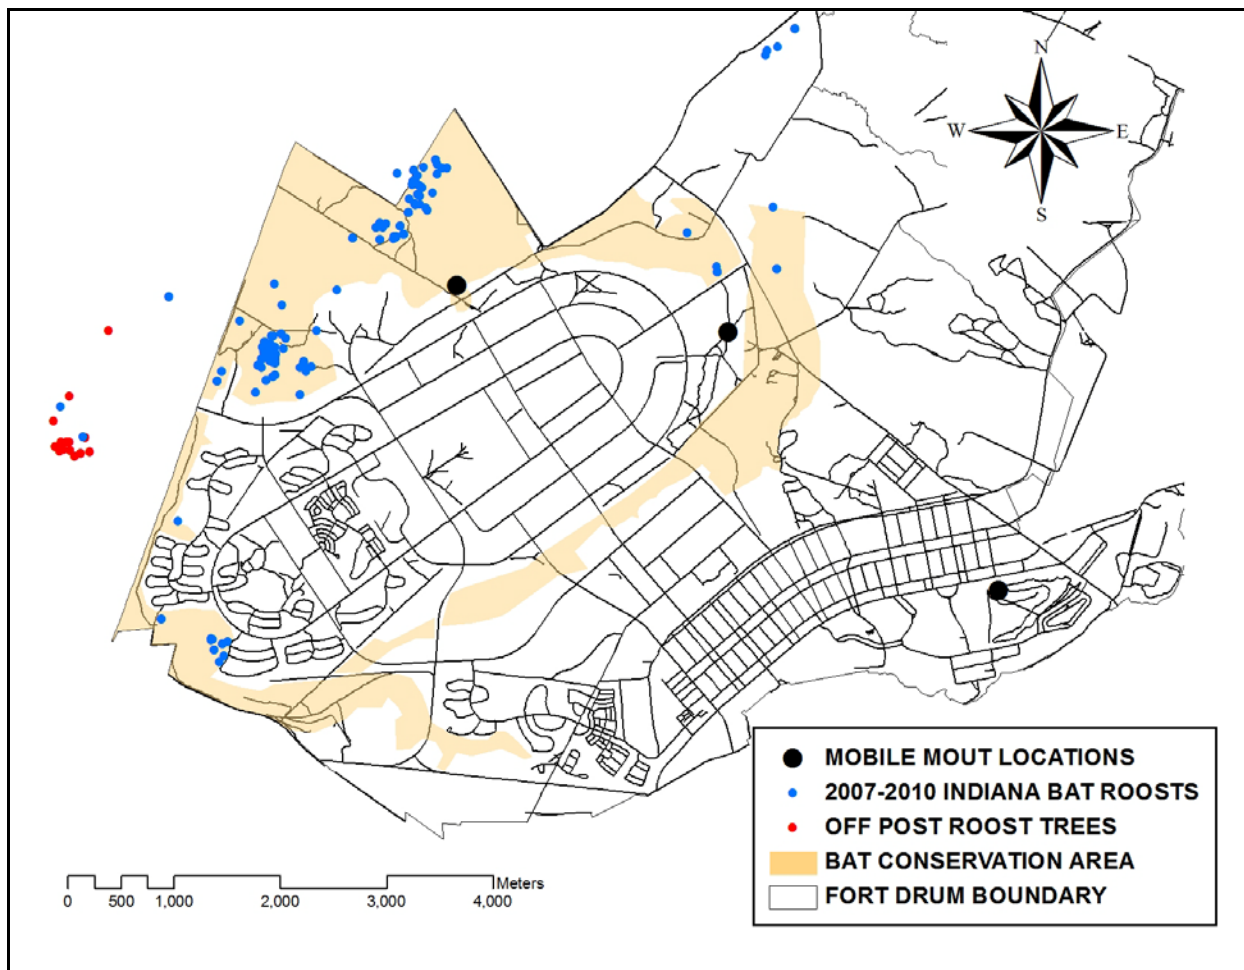 N
W
E
S
MOBILE MOUT LOCATIONS
2007-2010 INDIANA BAT ROOSTS
OFF POST ROOST TREES
BAT CONSERVATION AREA
FORT DRUM BOUNDARY
Meters
0 500 1,000 2,000 3,000 4,000